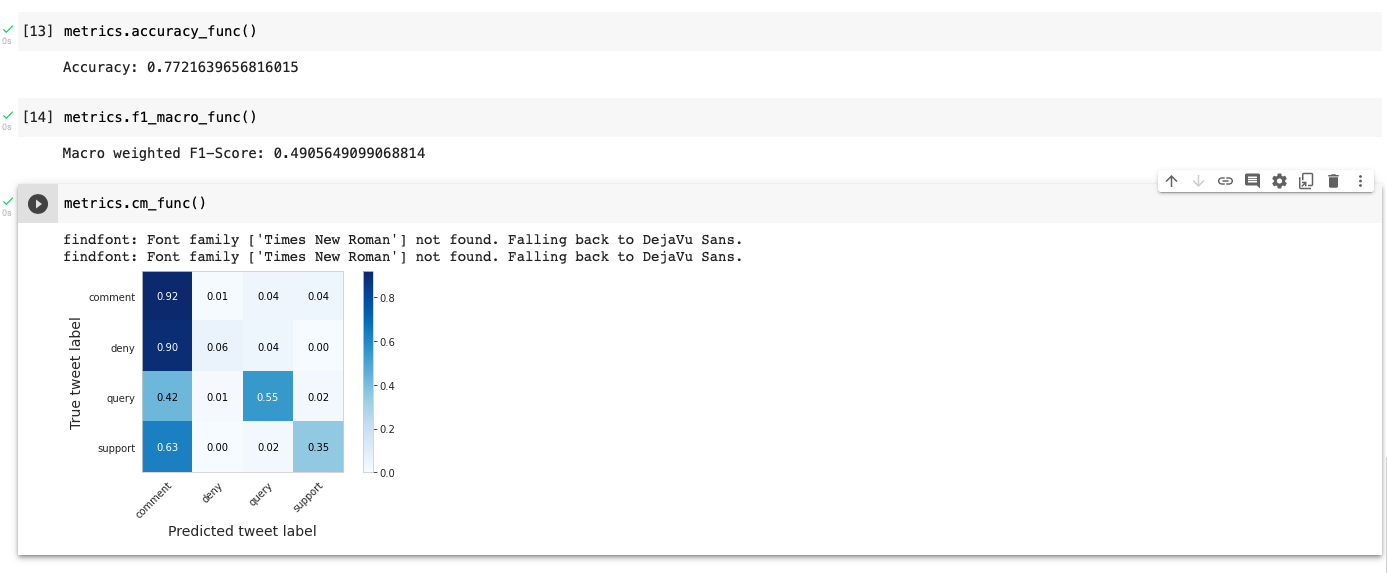 [13] metrics.accuracy_func()
0s
Accuracy: 0.7721639656816015
[14] metrics.f1_macro_func()
0s
Macro weighted F1-Score: 0.4905649099068814
metrics.cm_func()
0s
findfont: Font family ['Times New Roman'] not found. Falling back to DejaVu Sans.
findfont: Font family ['Times New Roman'] not found. Falling back to DejaVu Sans.
comment 0.92 0.01 0.04 0.04
deny 0.90 0.06 0.04 0.00
query 0.42 0.01 0.55 0.02
support 0.63 0.00 0.02 0.35
True tweet label
comment deny query support
Predicted tweet label
0.8
0.6
0.4
0.2
0.0